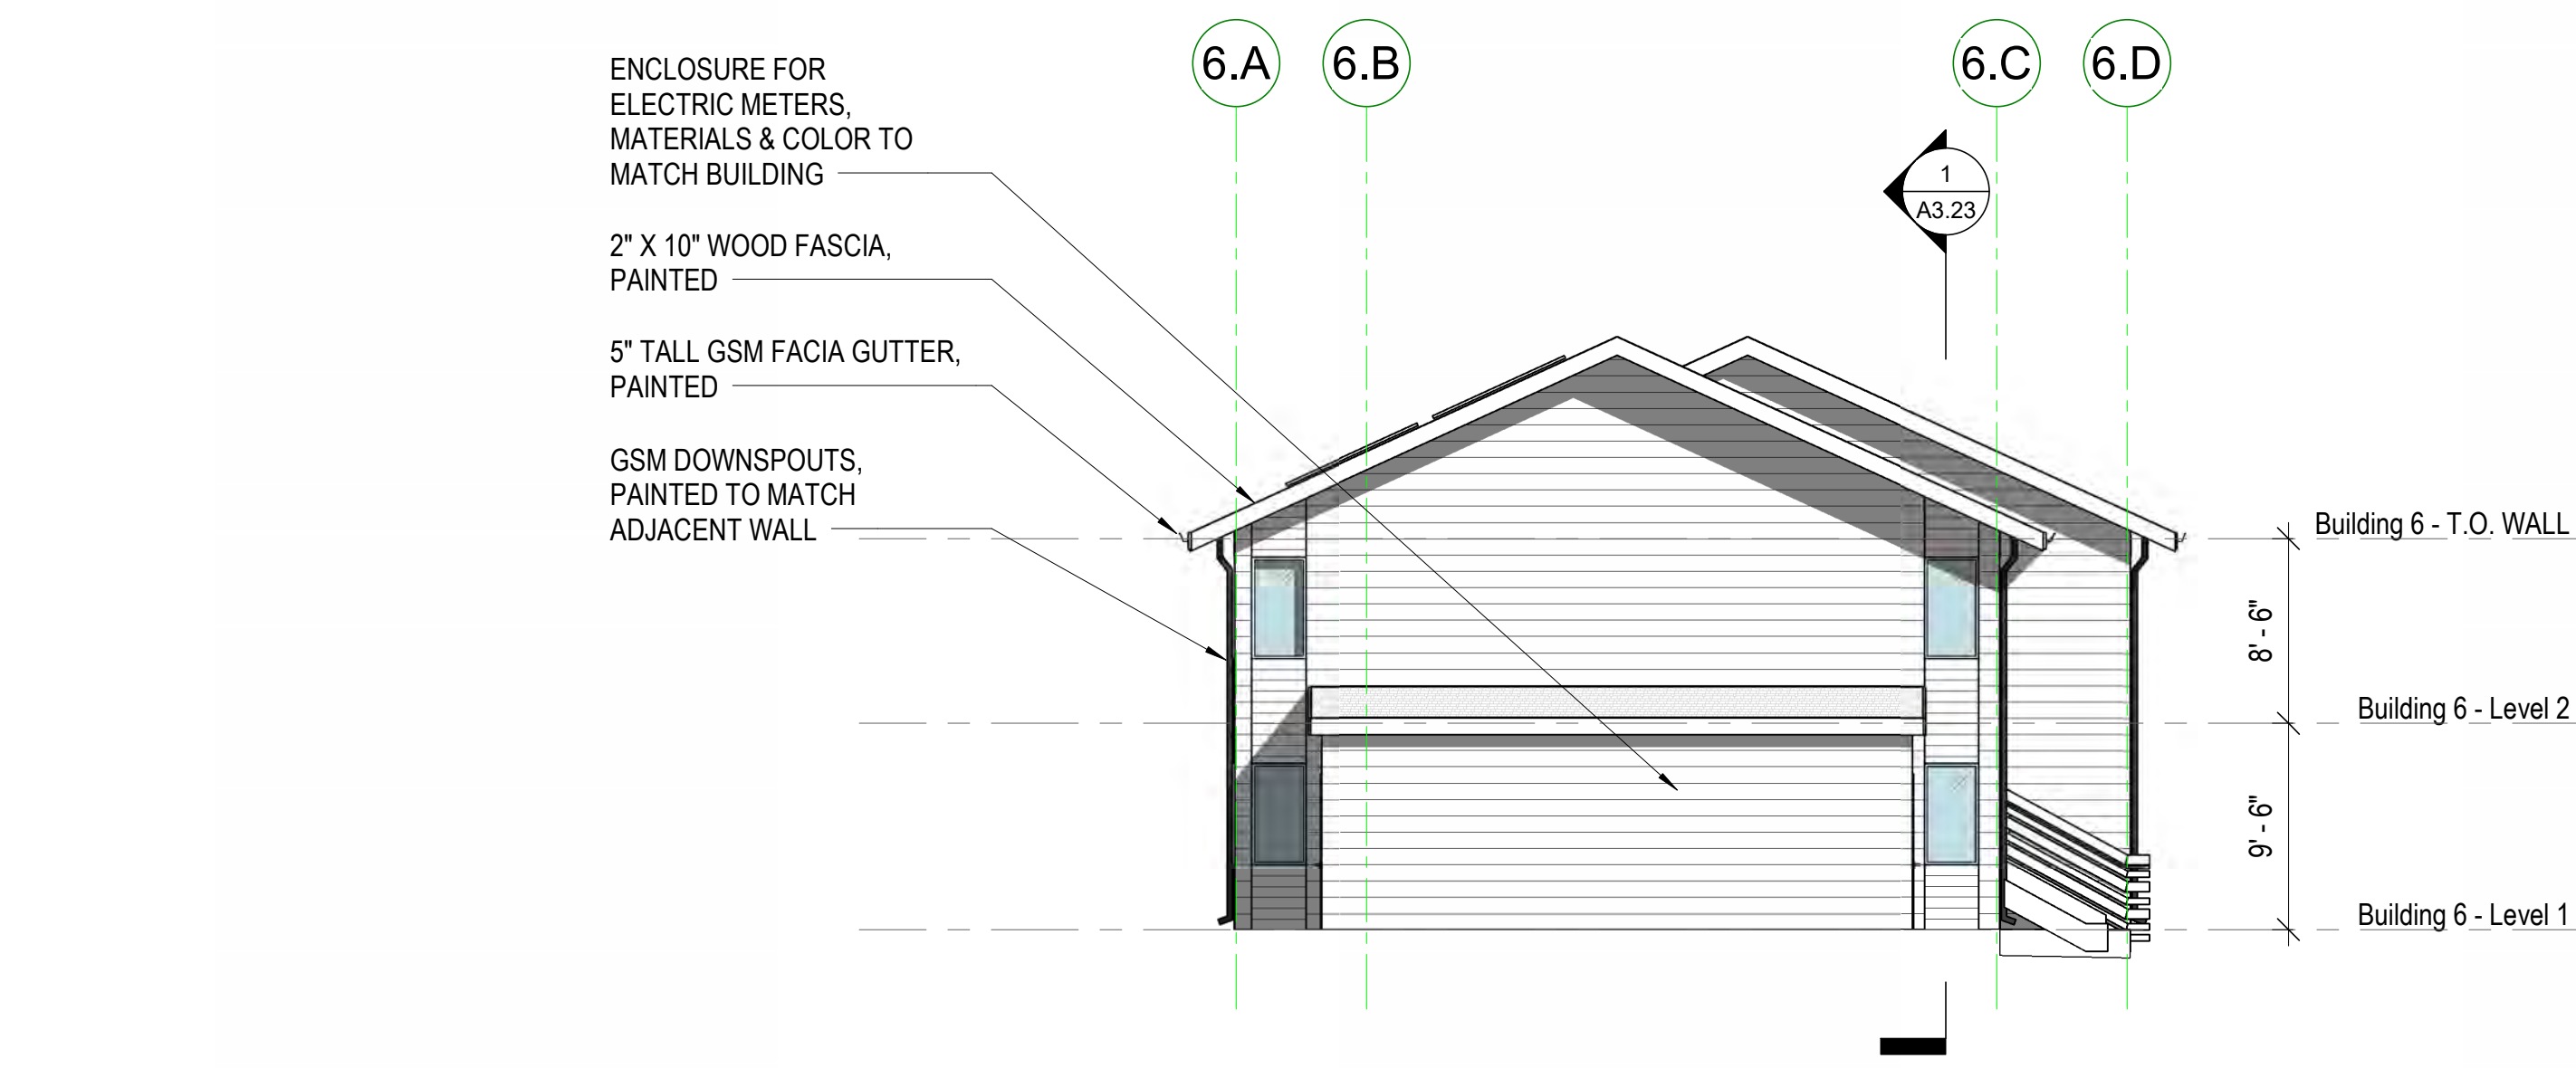 6.A
6.B
6.C
6.D
ENCLOSURE FOR
ELECTRIC METERS,
MATERIALS & COLOR TO
MATCH BUILDING
1
A3.23
2" X 10" WOOD FASCIA,
PAINTED
5" TALL GSM FACIA GUTTER,
PAINTED
GSM DOWNSPOUTS,
PAINTED TO MATCH
ADJACENT WALL
Building 6 - T.O. WALL
8' - 6"
Building 6 - Level 2
9' - 6"
Building 6 - Level 1